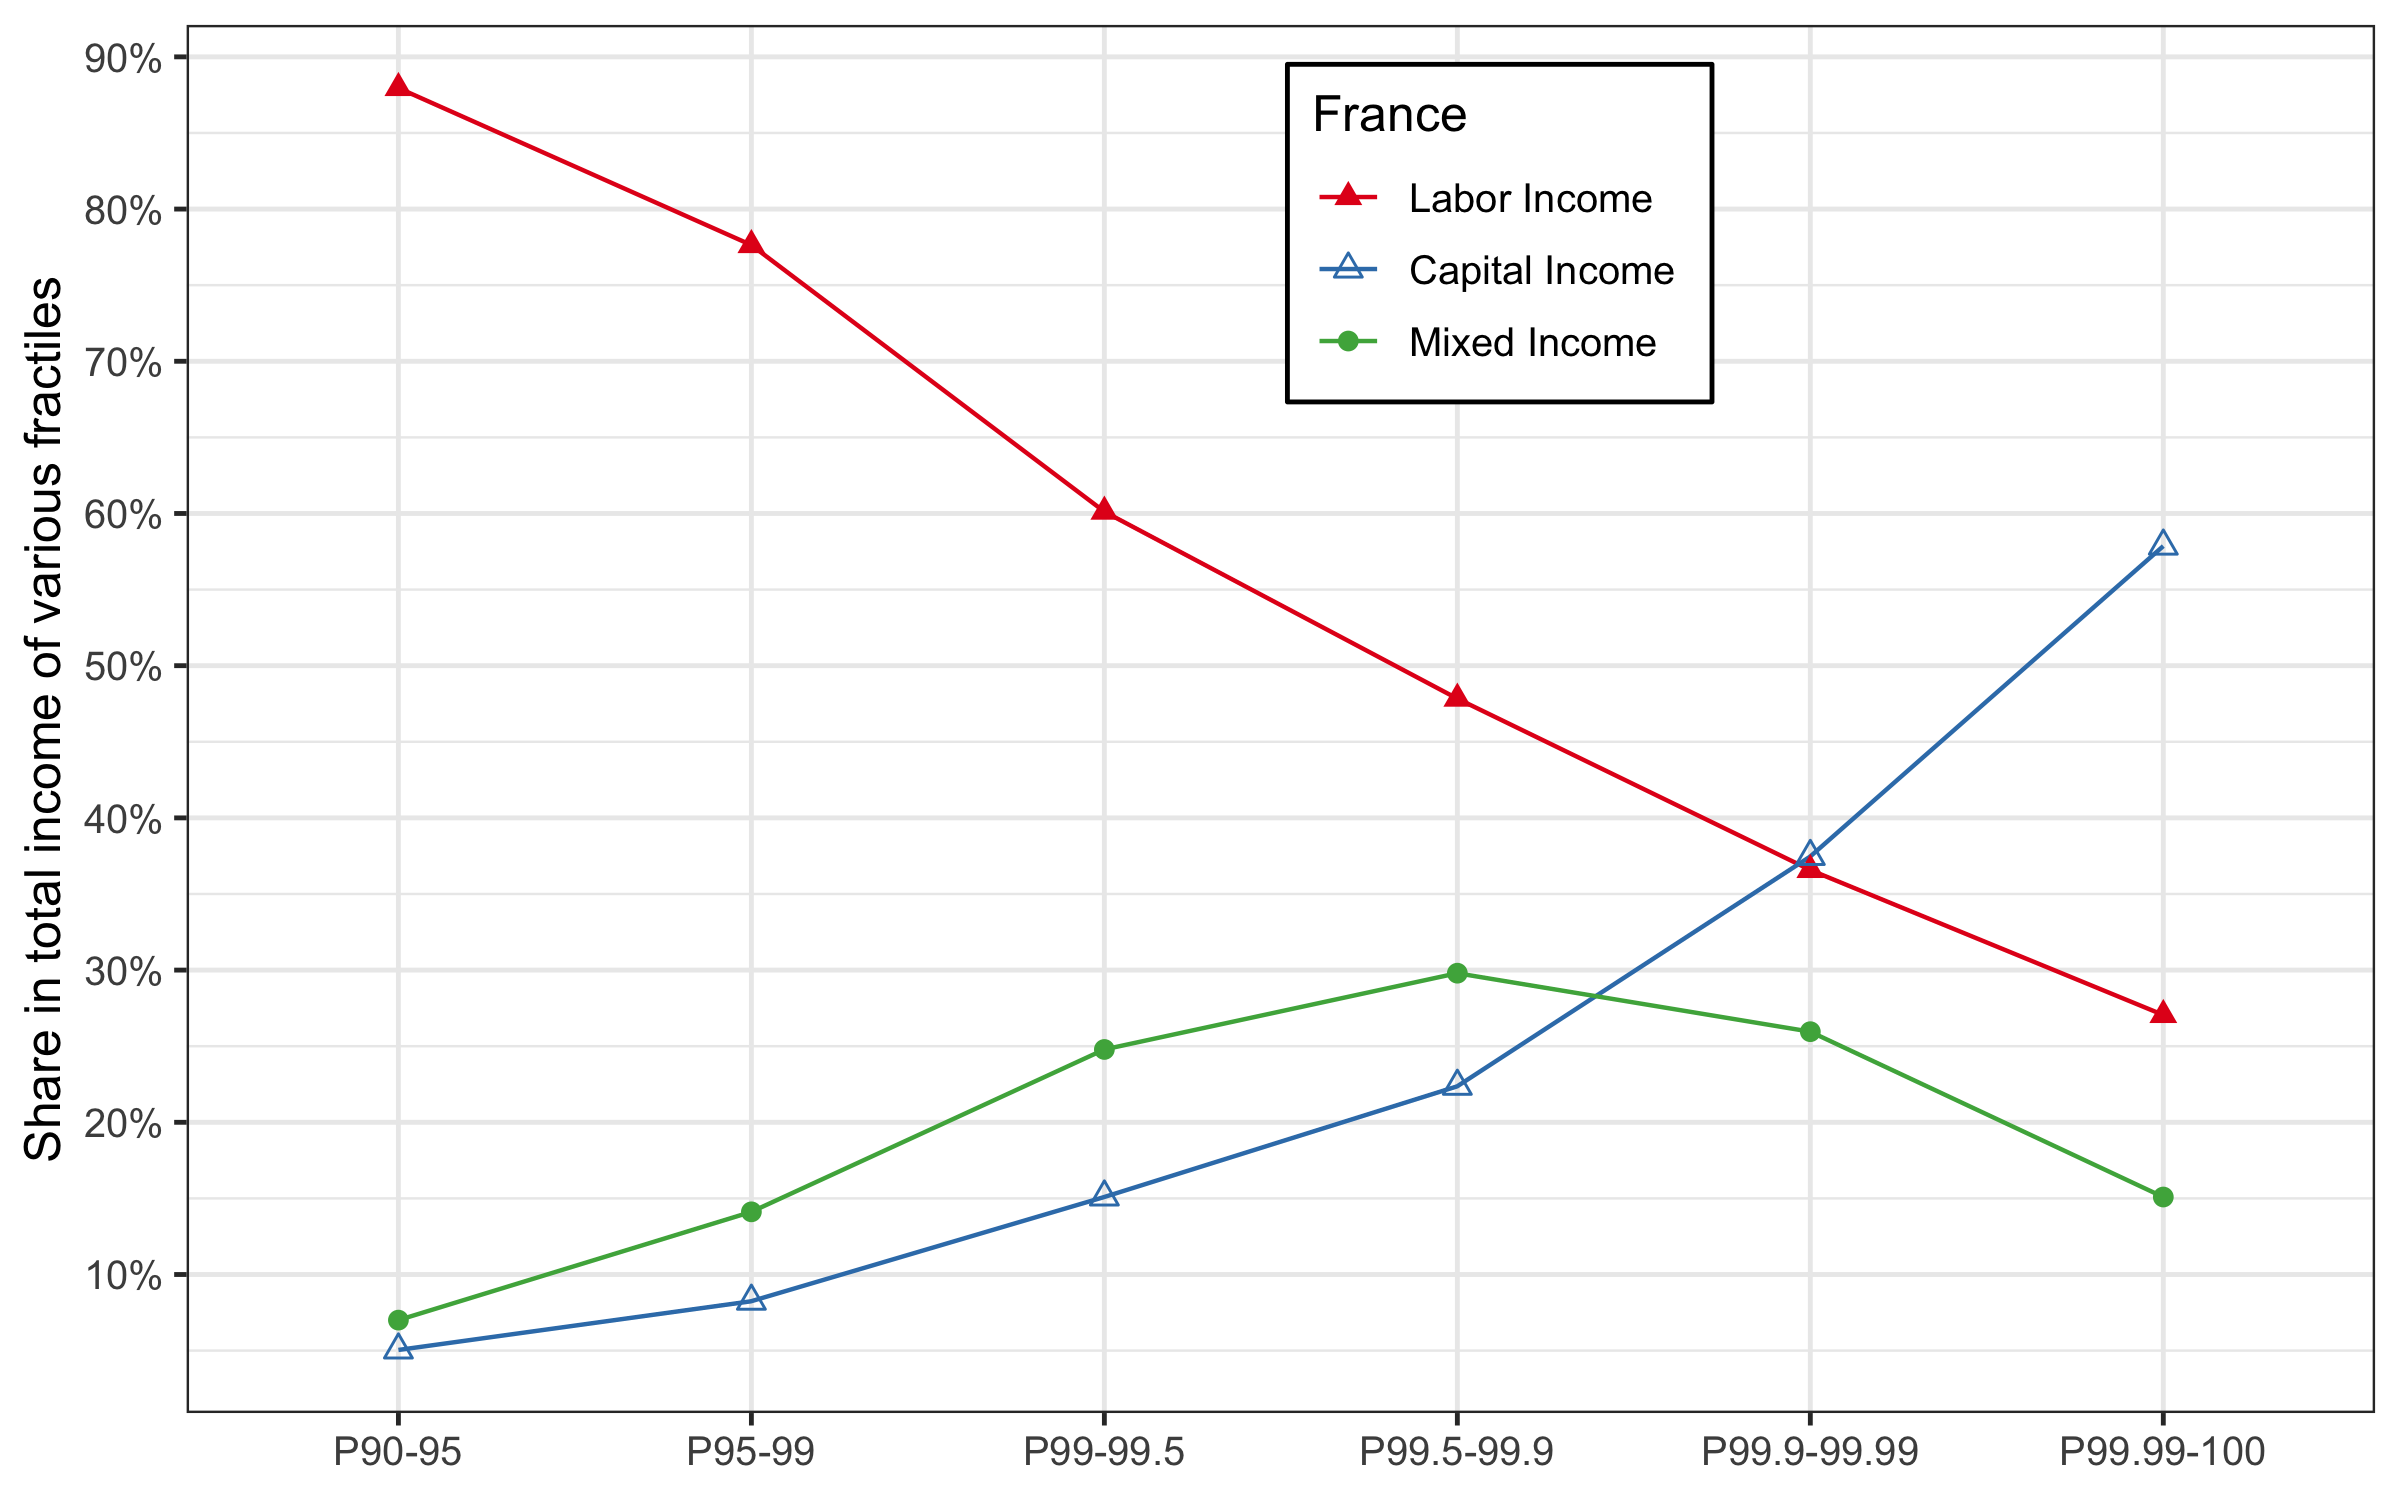 Share in total income of various fractiles
90%
80%
70%
60%
50%
40%
30%
20%
10%
France
Labor Income
Capital Income
Mixed Income
P90-95
P95-99
P99-99.5
P99.5-99.9
P99.9-99.99
P99.99-100